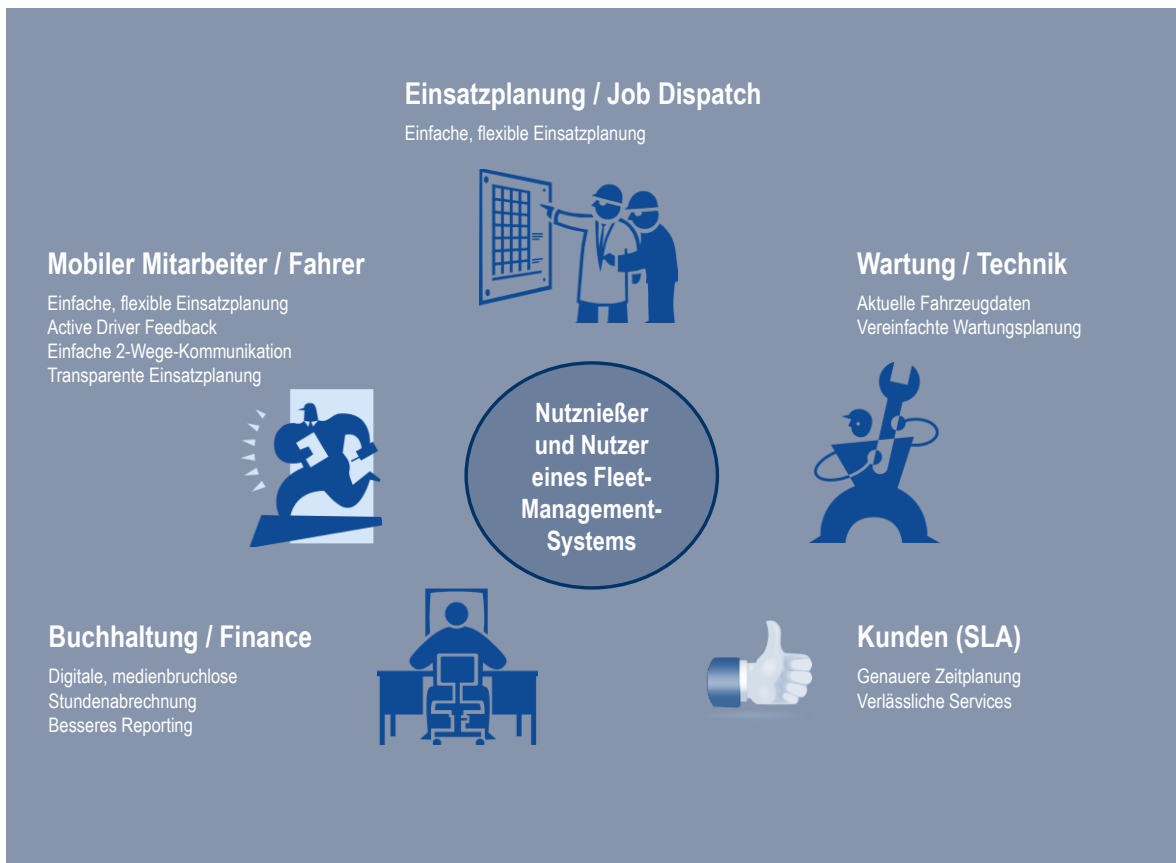 Einsatzplanung / Job Dispatch
Einfache, flexible Einsatzplanung
Mobiler Mitarbeiter / Fahrer
Einfache, flexible Einsatzplanung
Active Driver Feedback
Einfache 2-Wege-Kommunikation
Transparente Einsatzplanung
Wartung / Technik
Aktuelle Fahrzeugdaten
Vereinfachte Wartungsplanung
Nutznießer
und Nutzer
eines Fleet-
Management-
Systems
Buchhaltung / Finance
Digitale, medienbruchlose
Stundenabrechnung
Besseres Reporting
Kunden (SLA)
Genauere Zeitplanung
Verlässliche Services